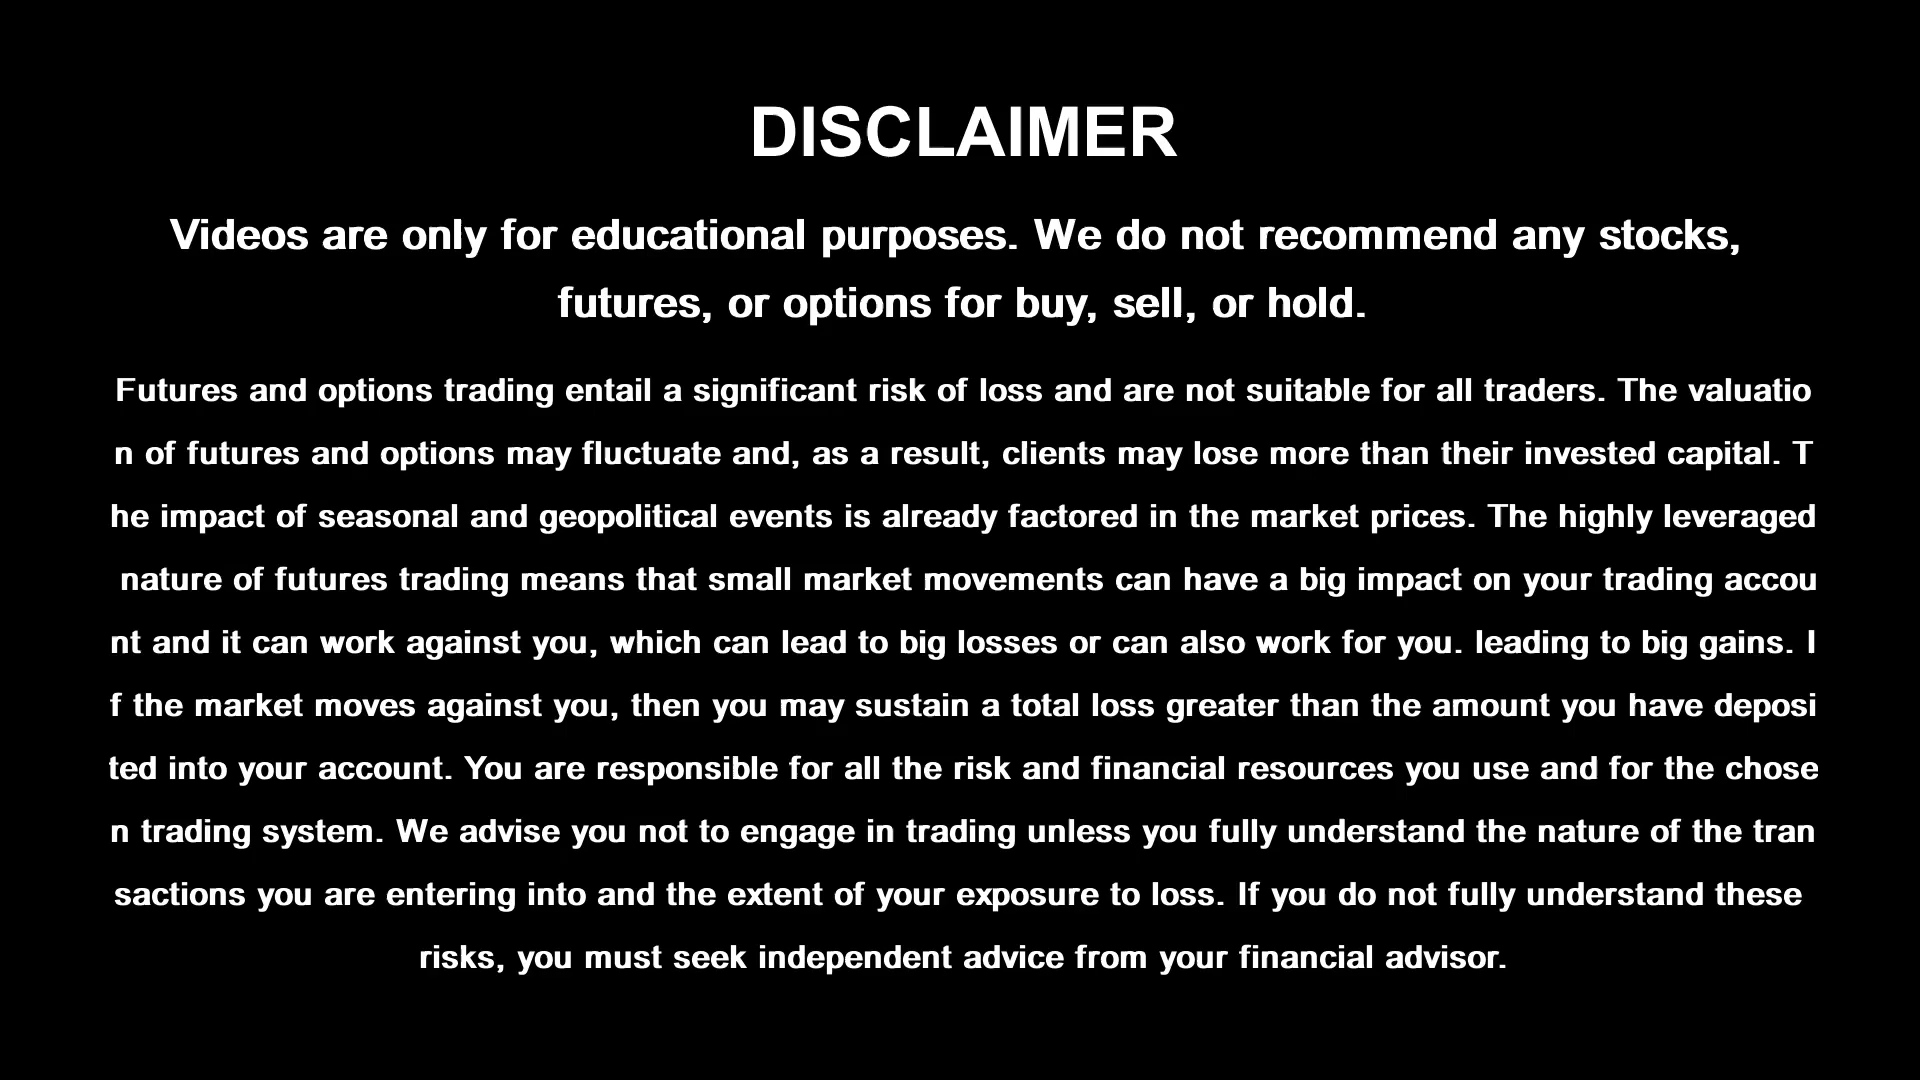 DISCLAIMER
Videos are only for educational purposes. We do not recommend any stocks,
futures, or options for buy, sell, or hold.
Futures and options trading entail a significant risk of loss and are not suitable for all traders. The valuatio
n of futures and options may fluctuate and, as a result, clients may lose more than their invested capital. T
he impact of seasonal and geopolitical events is already factored in the market prices. The highly leveraged
nature of futures trading means that small market movements can have a big impact on your trading accou
nt and it can work against you, which can lead to big losses or can also work for you. leading to big gains. I
f the market moves against you, then you may sustain a total loss greater than the amount you have deposi
ted into your account. You are responsible for all the risk and financial resources you use and for the chose
n trading system. We advise you not to engage in trading unless you fully understand the nature of the tran
sactions you are entering into and the extent of your exposure to loss. If you do not fully understand these
risks, you must seek independent advice from your financial advisor.